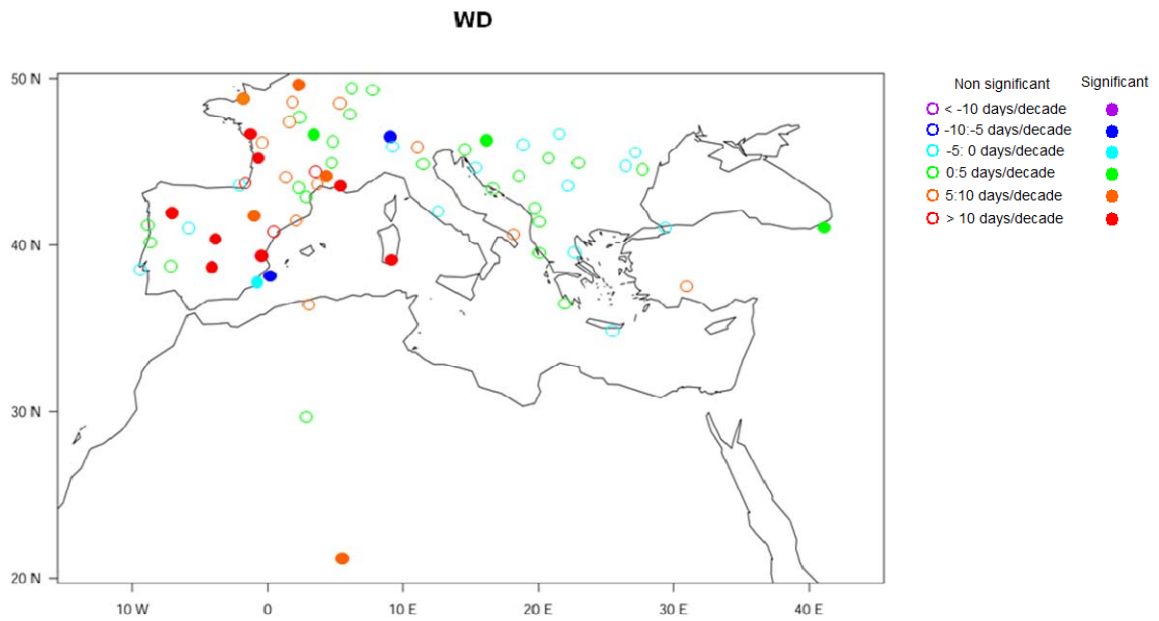 WD
50 N
40 N
30 N
20 N
10 W 0 10 E 20 E 30 E 40 E
Non significant Significant
< -10 days/decade
-10:-5 days/decade
-5: 0 days/decade
0:5 days/decade
5:10 days/decade
> 10 days/decade